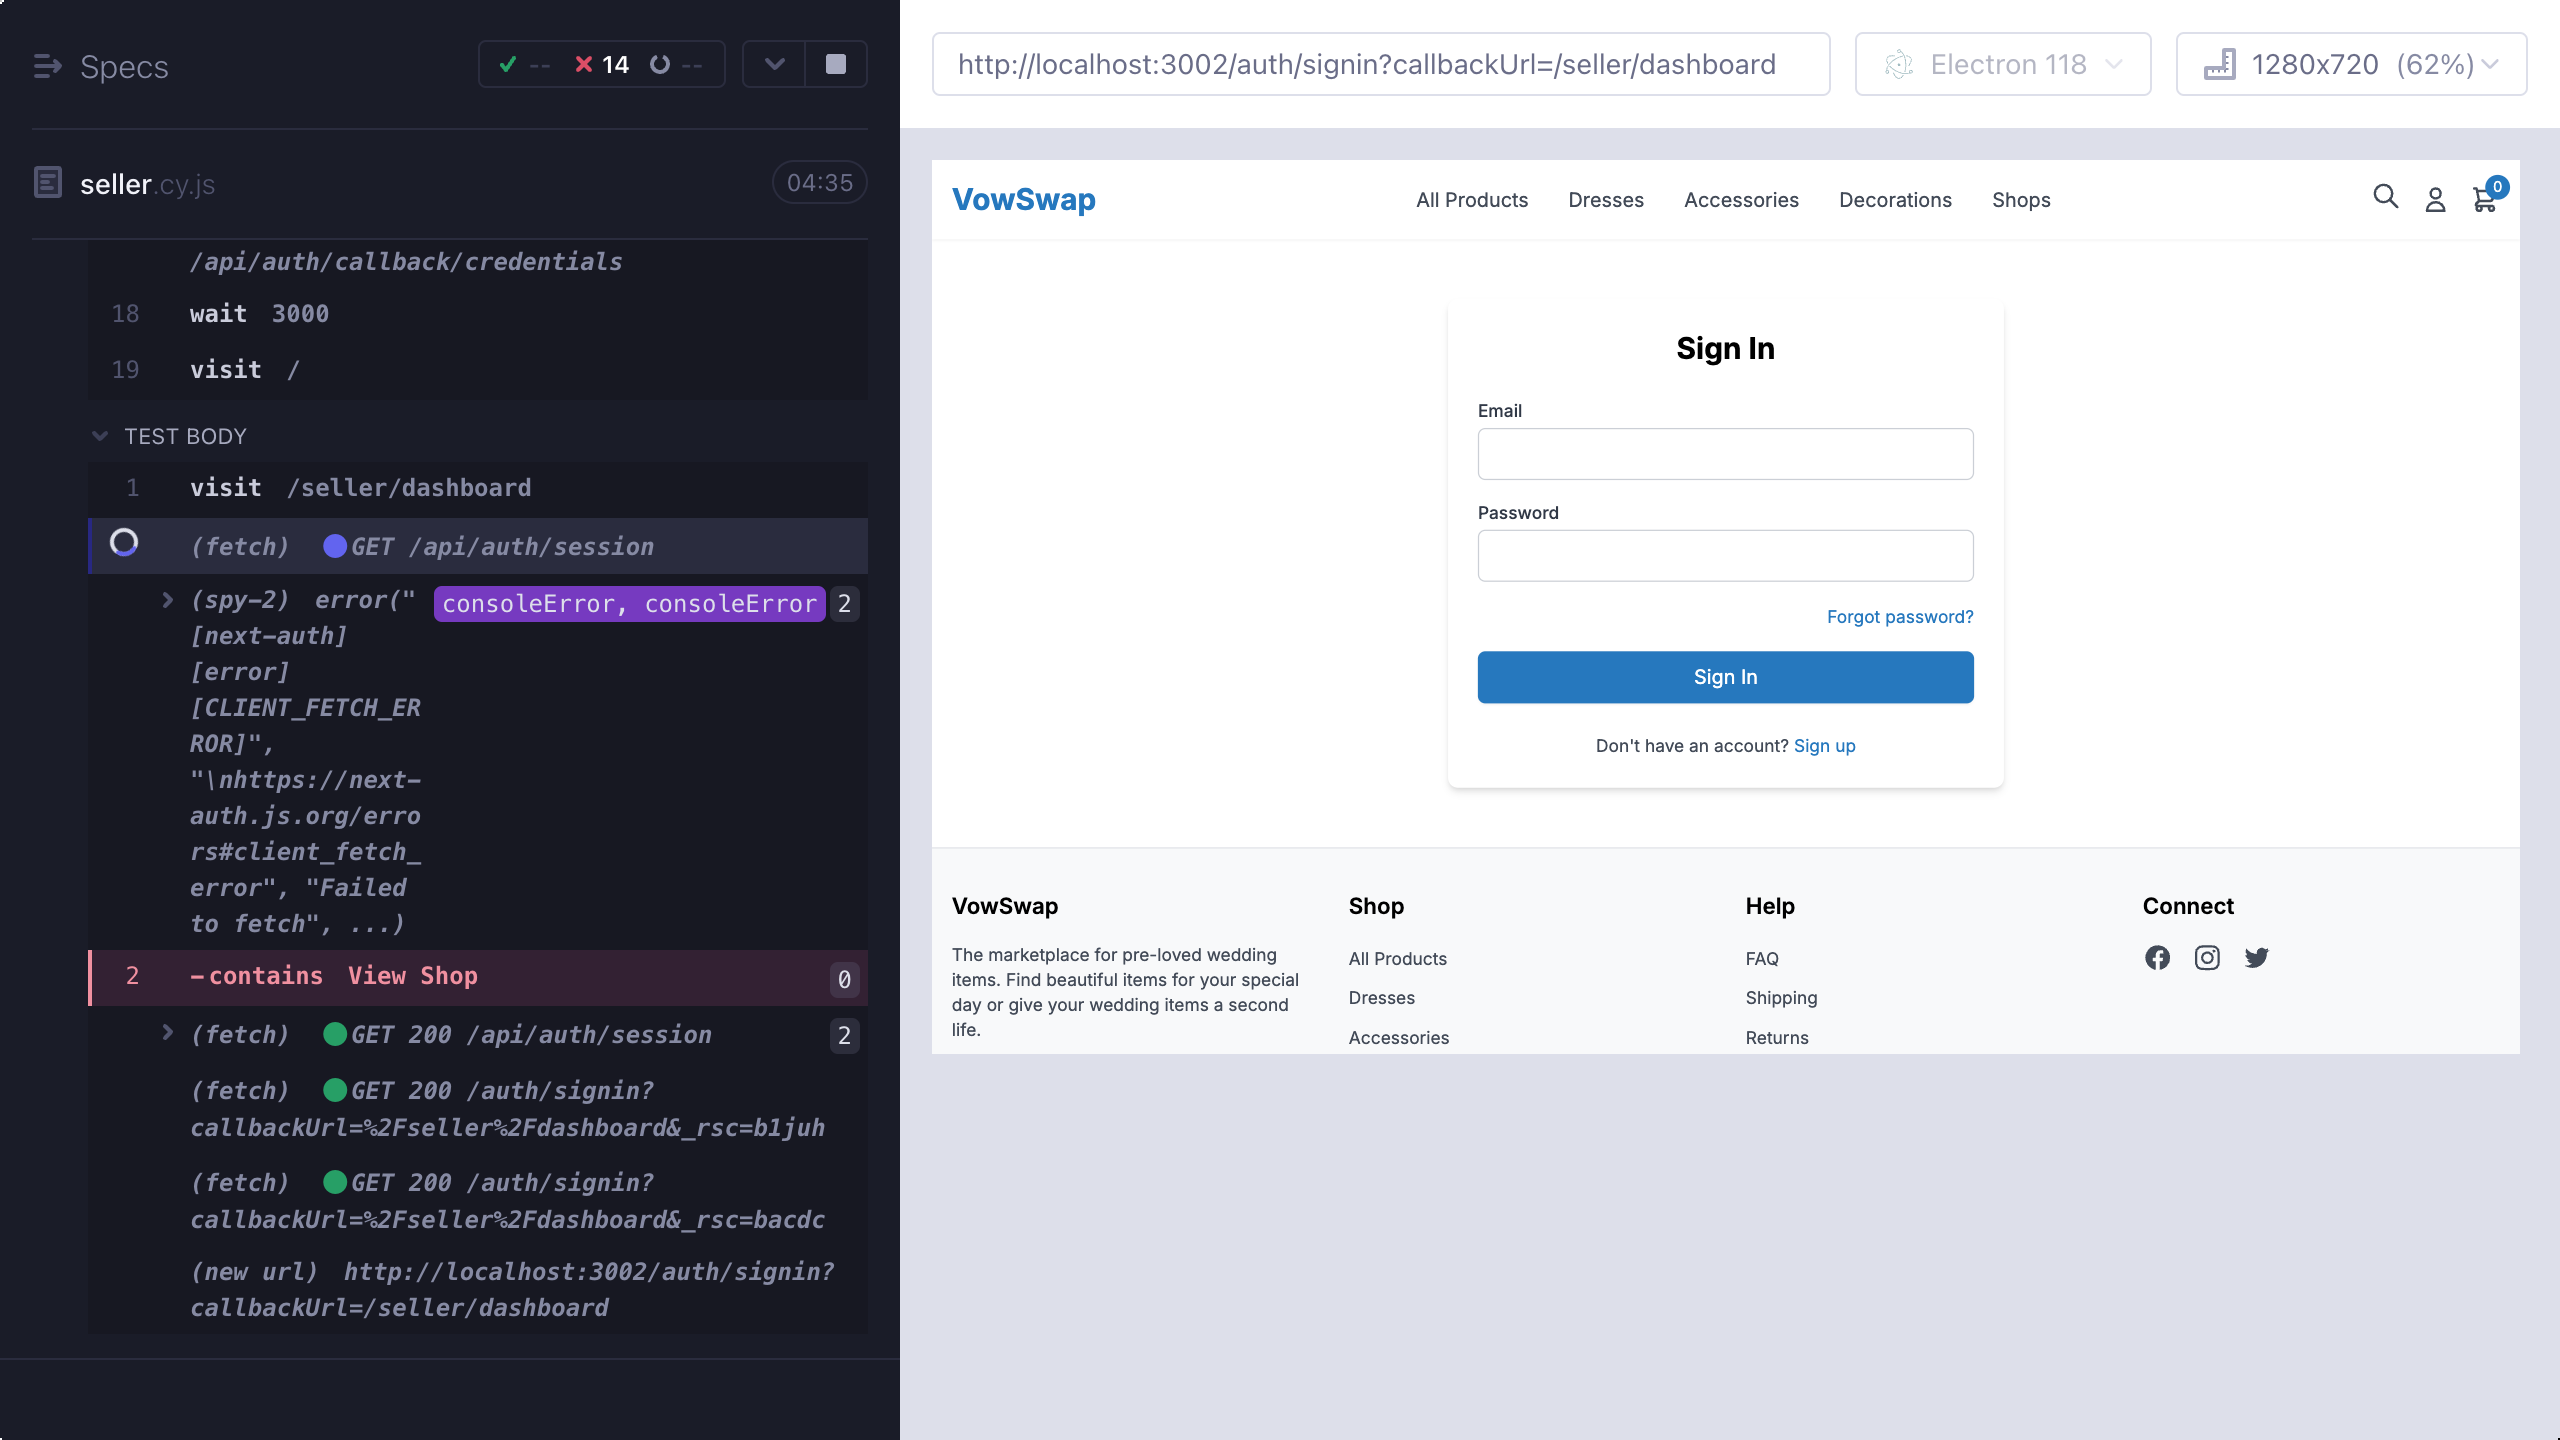 Specs
-- 14 --
seller.cy.js
04:35
/api/auth/callback/credentials
18 wait 3000
19 visit /
TEST BODY
1 visit /seller/dashboard
(fetch) GET /api/auth/session
(spy-2) error(" consoleError, consoleError 2
[next-auth]
[error]
[CLIENT_FETCH_ER
ROR]",
"\nhttps://next-
auth.js.org/erro
rs#client_fetch_
error", "Failed
to fetch", ...)
2 -contains View Shop 0
(fetch) GET 200 /api/auth/session 2
(fetch) GET 200 /auth/signin?
callbackUrl=%2Fseller%2Fdashboard&_rsc=b1juh
(fetch) GET 200 /auth/signin?
callbackUrl=%2Fseller%2Fdashboard&_rsc=bacdc
(new url) http://localhost:3002/auth/signin?
callbackUrl=/seller/dashboard
http://localhost:3002/auth/signin?callbackUrl=/seller/dashboard
Electron 118
1280x720 (62%)
VowSwap
All Products Dresses Accessories Decorations Shops
0
Sign In
Email
Password
Forgot password?
Sign In
Don't have an account? Sign up
VowSwap
The marketplace for pre-loved wedding
items. Find beautiful items for your special
day or give your wedding items a second
life.
Shop
All Products
Dresses
Accessories
Help
FAQ
Shipping
Returns
Connect